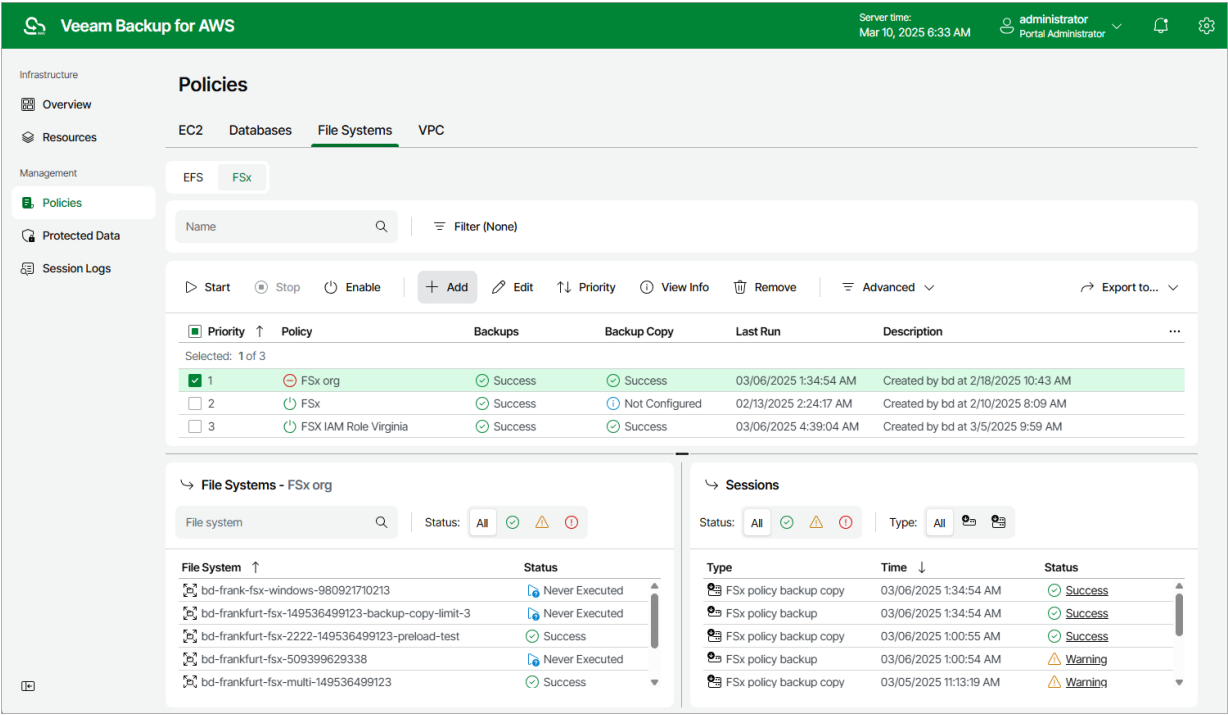 Veeam Backup for AWS
Server time:
Mar 10, 2025 6:33 AM
administrator
Portal Administrator
Infrastructure
Overview
Resources
Management
Policies
Protected Data
Session Logs
Policies
EC2 Databases File Systems VPC
EFS FSx
Name Filter (None)
Start Stop Enable Add Edit Priority View Info Remove Advanced Export to...
Priority Policy Backups Backup Copy Last Run Description ...
Selected: 1 of 3
1 FSx org Success Success 03/06/2025 1:34:54 AM Created by bd at 2/18/2025 10:43 AM
2 FSx Success Not Configured 02/13/2025 2:24:17 AM Created by bd at 2/10/2025 8:09 AM
3 FSX IAM Role Virginia Success Success 03/06/2025 4:39:04 AM Created by bd at 3/5/2025 9:59 AM
File Systems - FSx org
File system Status: All
File System Status
bd-frank-fsx-windows-980921710213 Never Executed
bd-frankfurt-fsx-149536499123-backup-copy-limit-3 Never Executed
bd-frankfurt-fsx-2222-149536499123-preload-test Success
bd-frankfurt-fsx-509399629338 Never Executed
bd-frankfurt-fsx-multi-149536499123 Success
Sessions
Status: All Type: All
Type Time Status
FSx policy backup copy 03/06/2025 1:34:54 AM Success
FSx policy backup 03/06/2025 1:34:54 AM Success
FSx policy backup copy 03/06/2025 1:00:55 AM Success
FSx policy backup 03/06/2025 1:00:54 AM Warning
FSx policy backup copy 03/05/2025 11:13:19 AM Warning